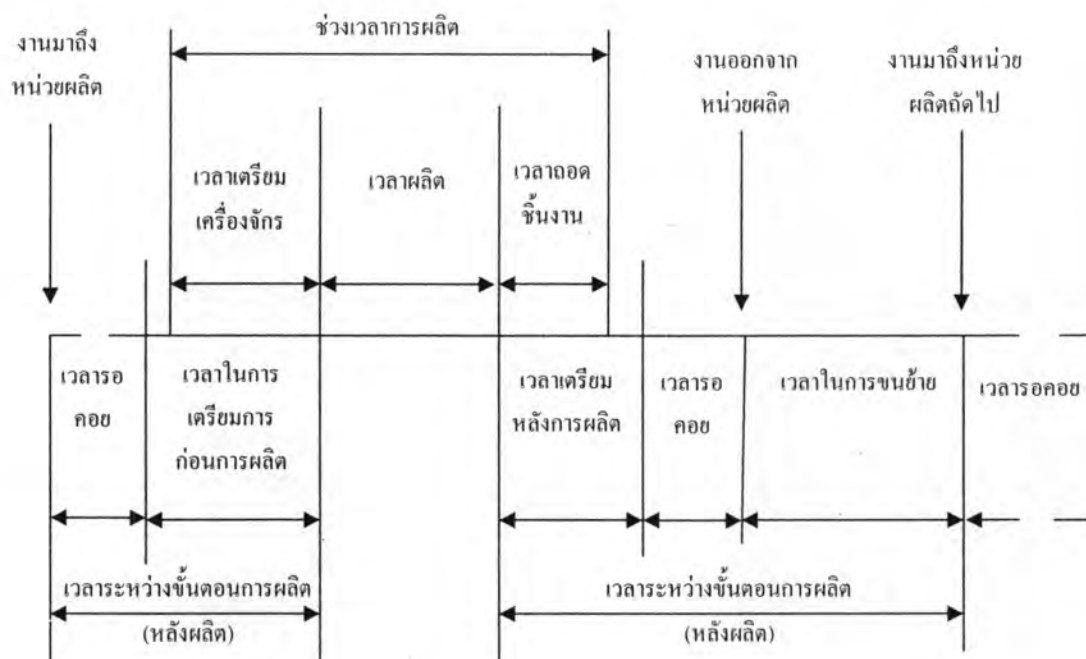 ช่วงเวลาการผลิต
งานมาถึง
หน่วยผลิต
งานออกจาก
หน่วยผลิต
งานมาถึงหน่วย
ผลิตถัดไป
เวลาเตรียม
เครื่องจักร
เวลาผลิต
เวลาถอด
ชิ้นงาน
เวลารอ
คอย
เวลาในการ
เตรียมการ
ก่อนการผลิต
เวลาเตรียม
หลังการผลิต
เวลารอ
คอย
เวลาในการขนย้าย
เวลารอคอย
เวลาระหว่างขั้นตอนการผลิต
(หลังผลิต)
เวลาระหว่างขั้นตอนการผลิต
(หลังผลิต)